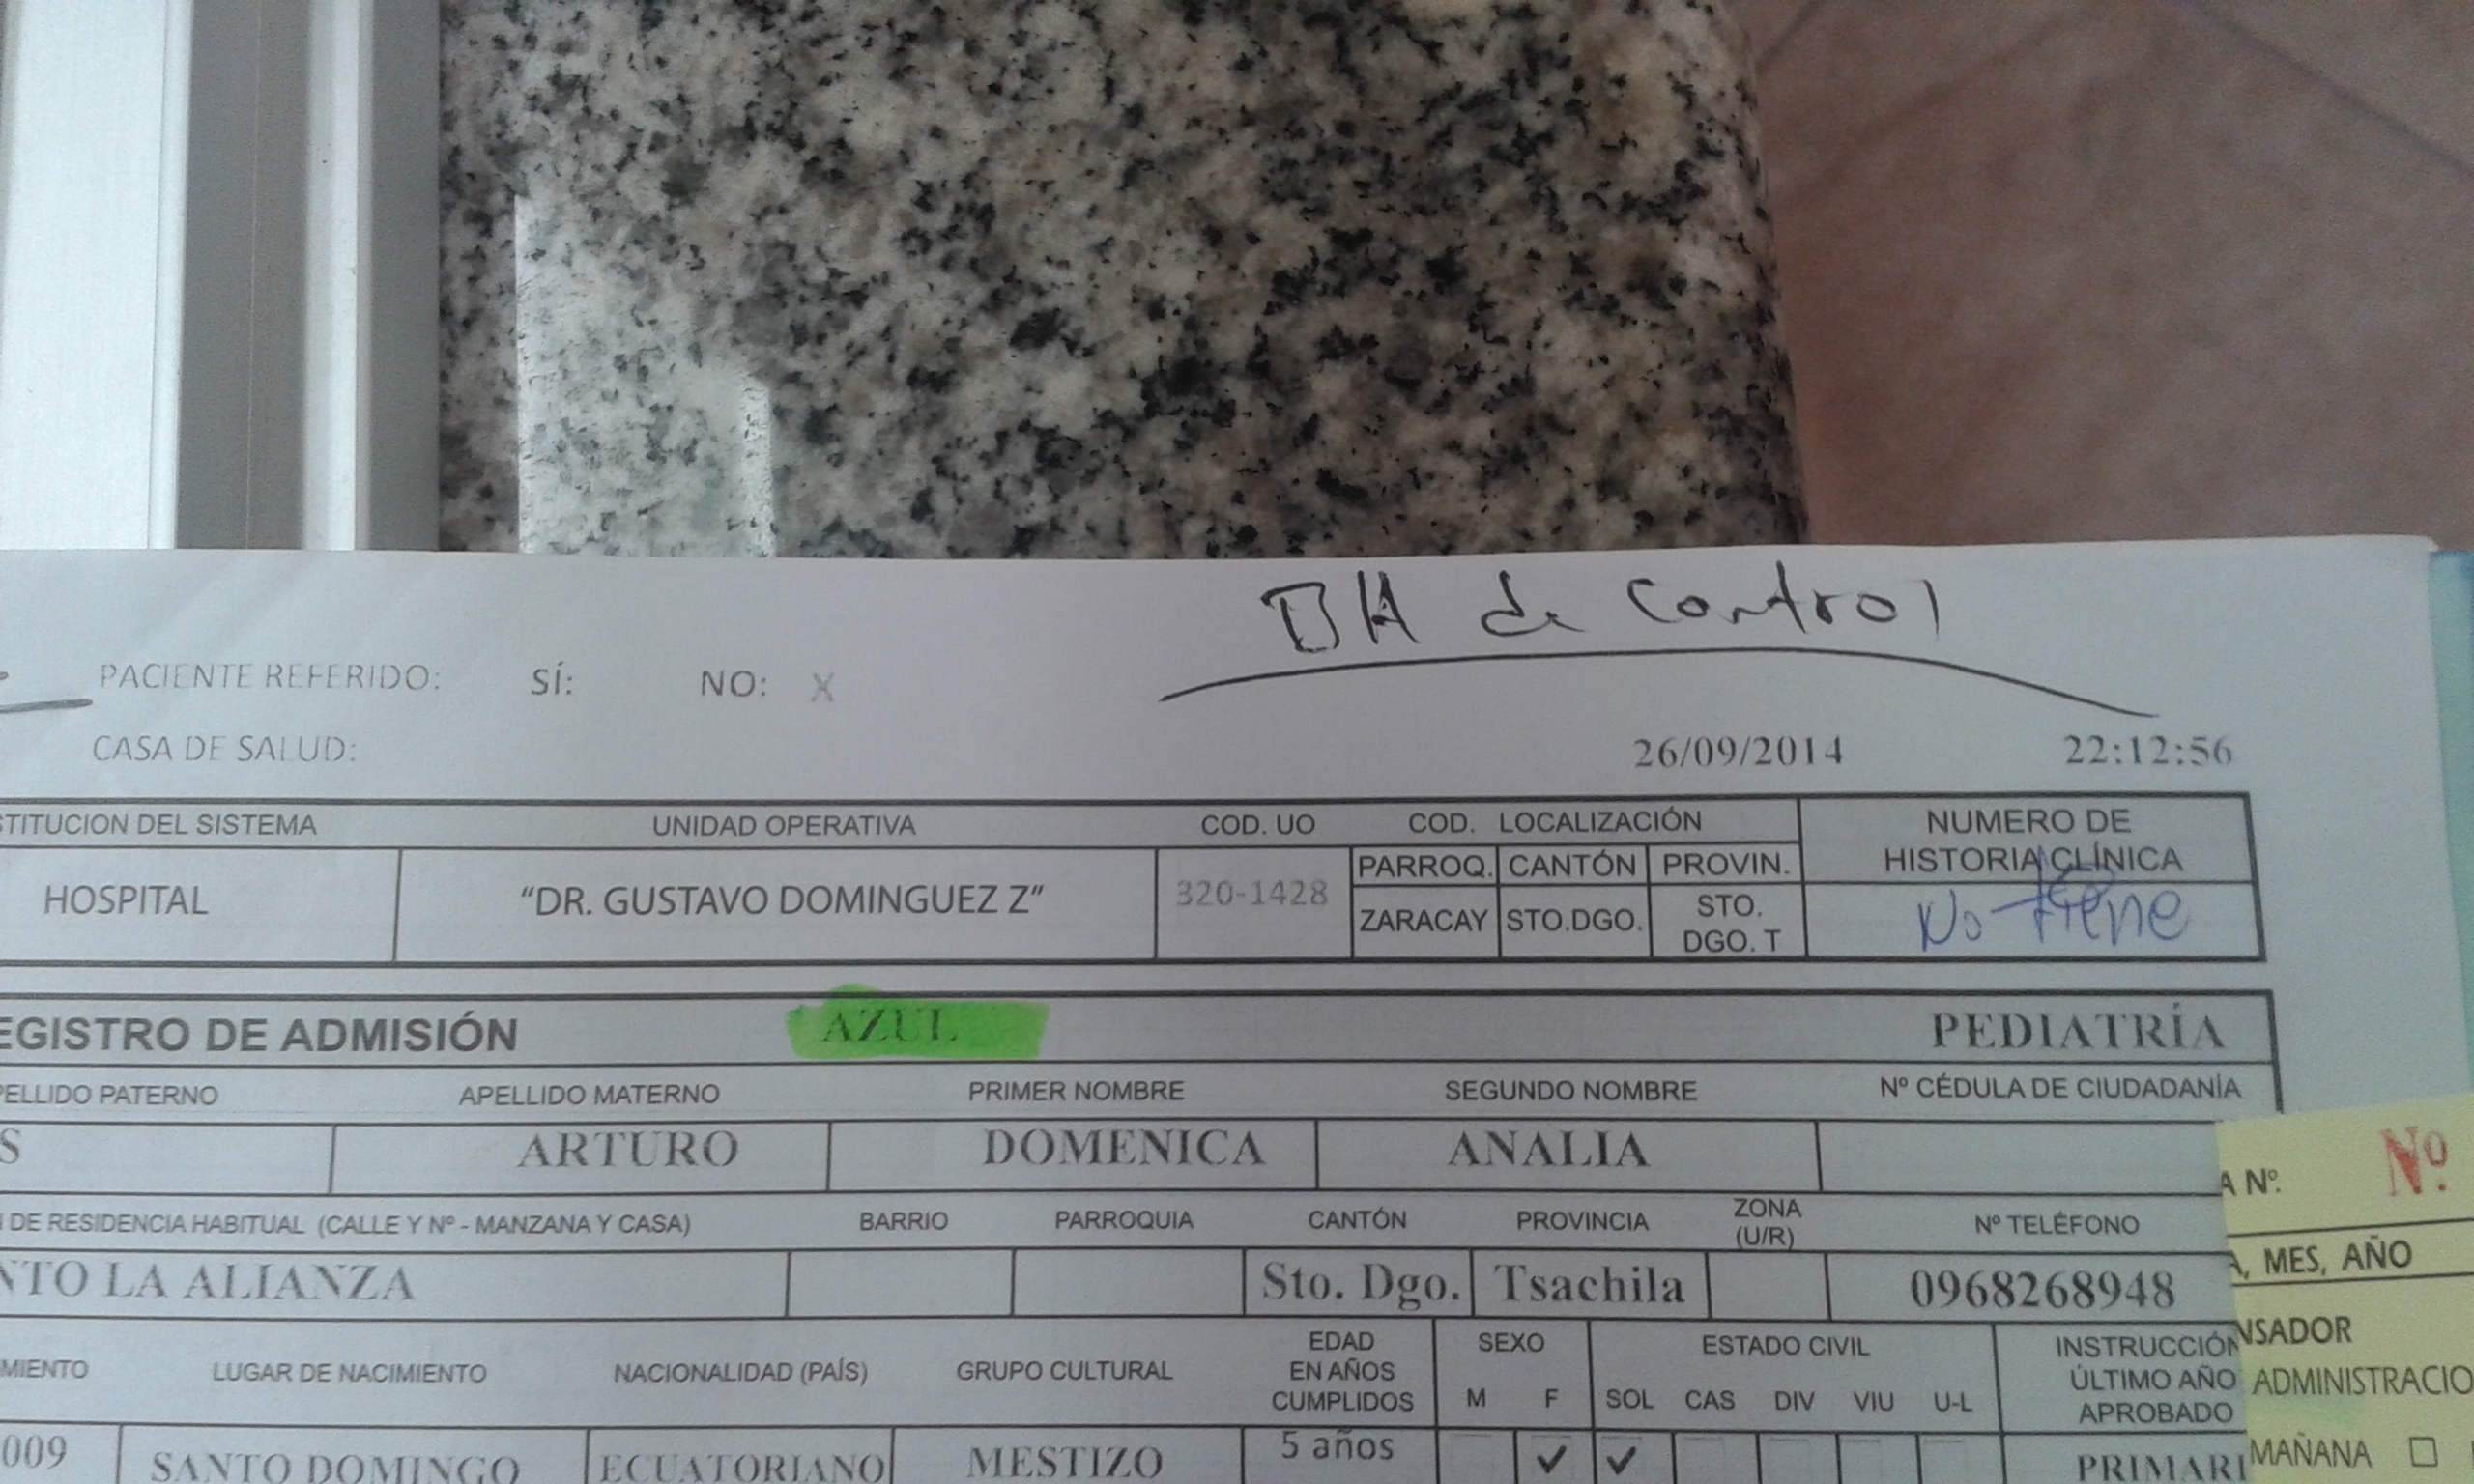 BH de control
PACIENTE REFERIDO: SÍ: NO: X
CASA DE SALUD: 26/09/2014 22:12:56
TITUCION DEL SISTEMA UNIDAD OPERATIVA COD. UO COD. LOCALIZACIÓN NUMERO DE HISTORIA CLÍNICA
PARROQ. CANTÓN PROVIN.
HOSPITAL "DR. GUSTAVO DOMINGUEZ Z" 320-1428 ZARACAY STO.DGO. STO. DGO. T No tiene
EGISTRO DE ADMISIÓN AZUL PEDIATRÍA
PELLIDO PATERNO APELLIDO MATERNO PRIMER NOMBRE SEGUNDO NOMBRE Nº CÉDULA DE CIUDADANÍA
S ARTURO DOMENICA ANALIA
A Nº. Nº
DE RESIDENCIA HABITUAL (CALLE Y Nº - MANZANA Y CASA) BARRIO PARROQUIA CANTÓN PROVINCIA ZONA (U/R) Nº TELÉFONO
NTO LA ALIANZA Sto. Dgo. Tsachila 0968268948
A, MES, AÑO
NSADOR
MIENTO LUGAR DE NACIMIENTO NACIONALIDAD (PAÍS) GRUPO CULTURAL EDAD EN AÑOS CUMPLIDOS SEXO M F ESTADO CIVIL SOL CAS DIV VIU U-L INSTRUCCIÓN ÚLTIMO AÑO APROBADO
ADMINISTRACIO
009 SANTO DOMINGO ECUATORIANO MESTIZO 5 años ✓ ✓ PRIMARI
MAÑANA